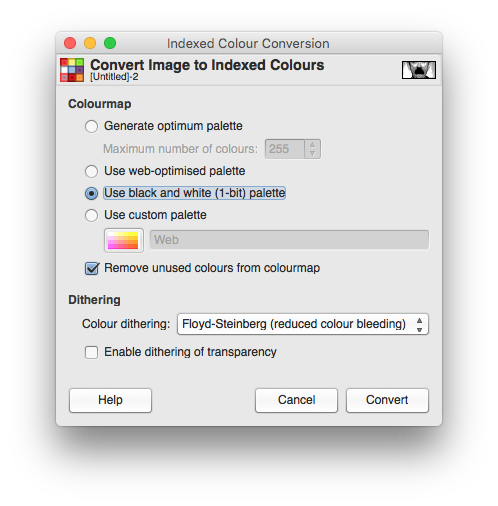 Indexed Colour Conversion
Convert Image to Indexed Colours
[Untitled]-2
Colourmap
Generate optimum palette
Maximum number of colours: 255
Use web-optimised palette
Use black and white (1-bit) palette
Use custom palette
Web
Remove unused colours from colourmap
Dithering
Colour dithering: Floyd-Steinberg (reduced colour bleeding)
Enable dithering of transparency
Help Cancel Convert